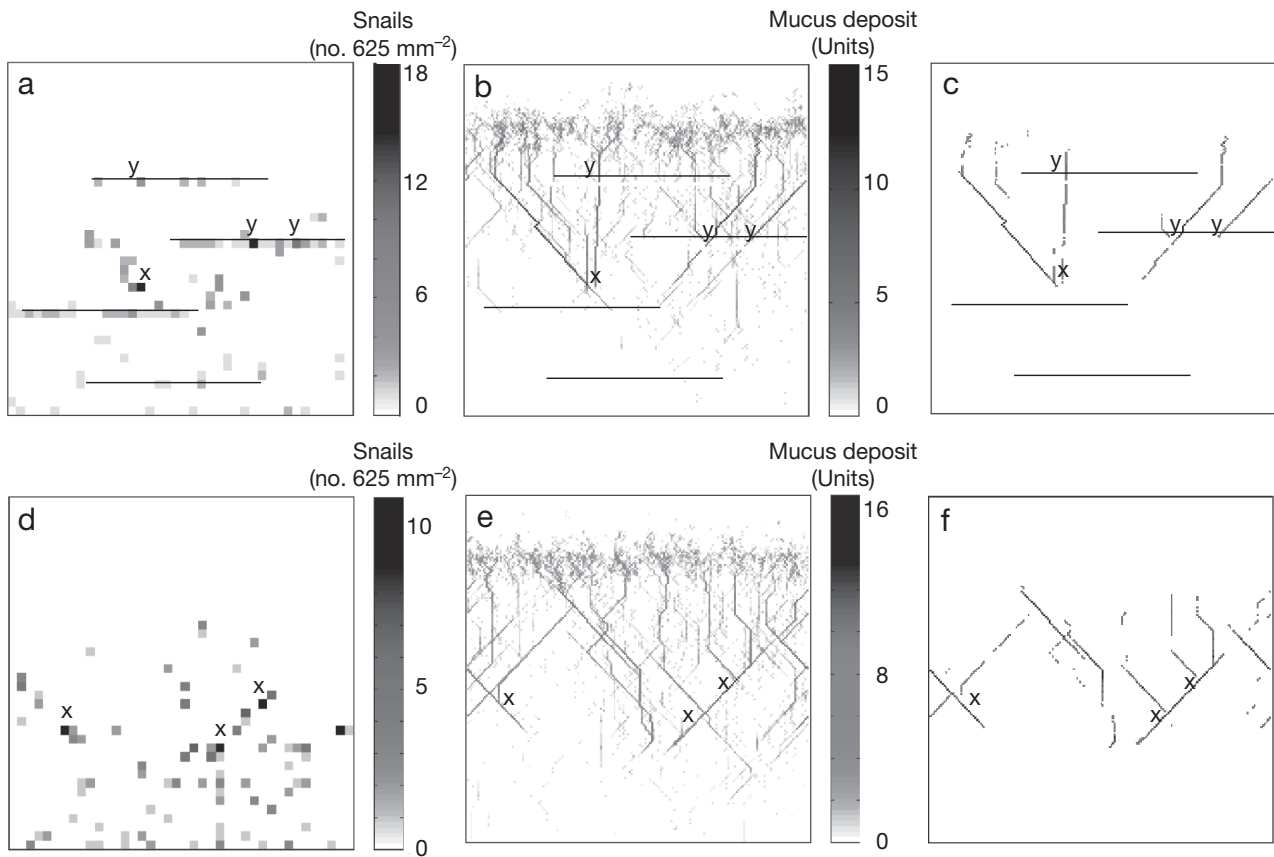 Snails
(no. 625 mm⁻²)
Mucus deposit
(Units)
a
18
12
6
0
y
y
y
x
b
15
10
5
0
y
y
y
x
c
y
y
y
x
Snails
(no. 625 mm⁻²)
Mucus deposit
(Units)
d
10
5
0
x
x
x
e
16
8
0
x
x
x
f
x
x
x